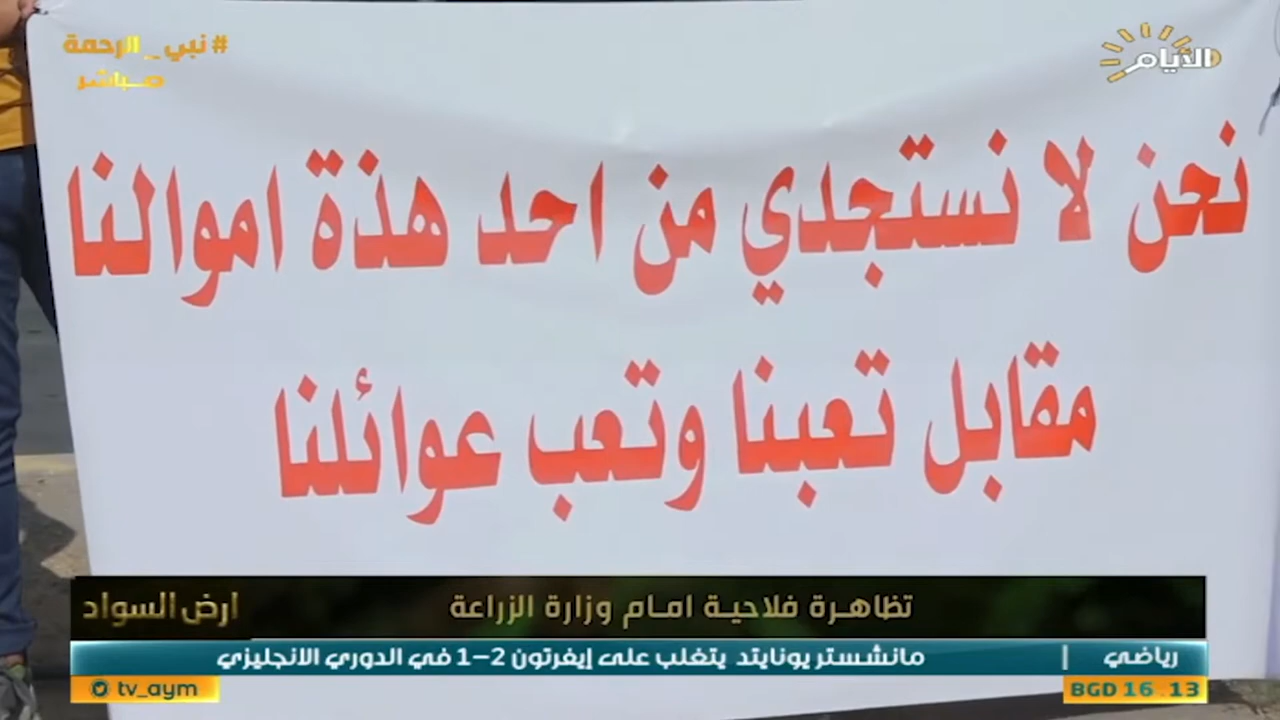 #نبي_الرحمة
مباشر
الأيام
نحن لا نستجدي من احد هذة اموالنا
مقابل تعبنا وتعب عوائلنا
تظاهرة فلاحية امام وزارة الزراعة
ارض السواد
رياضي | مانشستر يونايتد يتغلب على إيفرتون 2-1 في الدوري الانجليزي
tv_aym
BGD 16.13